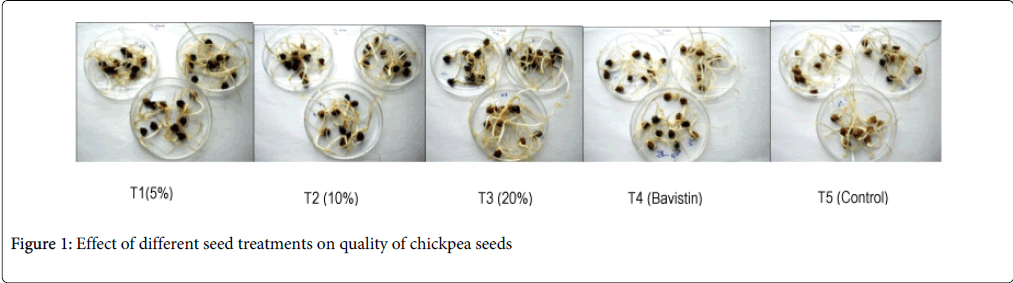 T1(5%)
T2 (10%)
T3 (20%)
T4 (Bavistin)
T5 (Control)
Figure 1: Effect of different seed treatments on quality of chickpea seeds